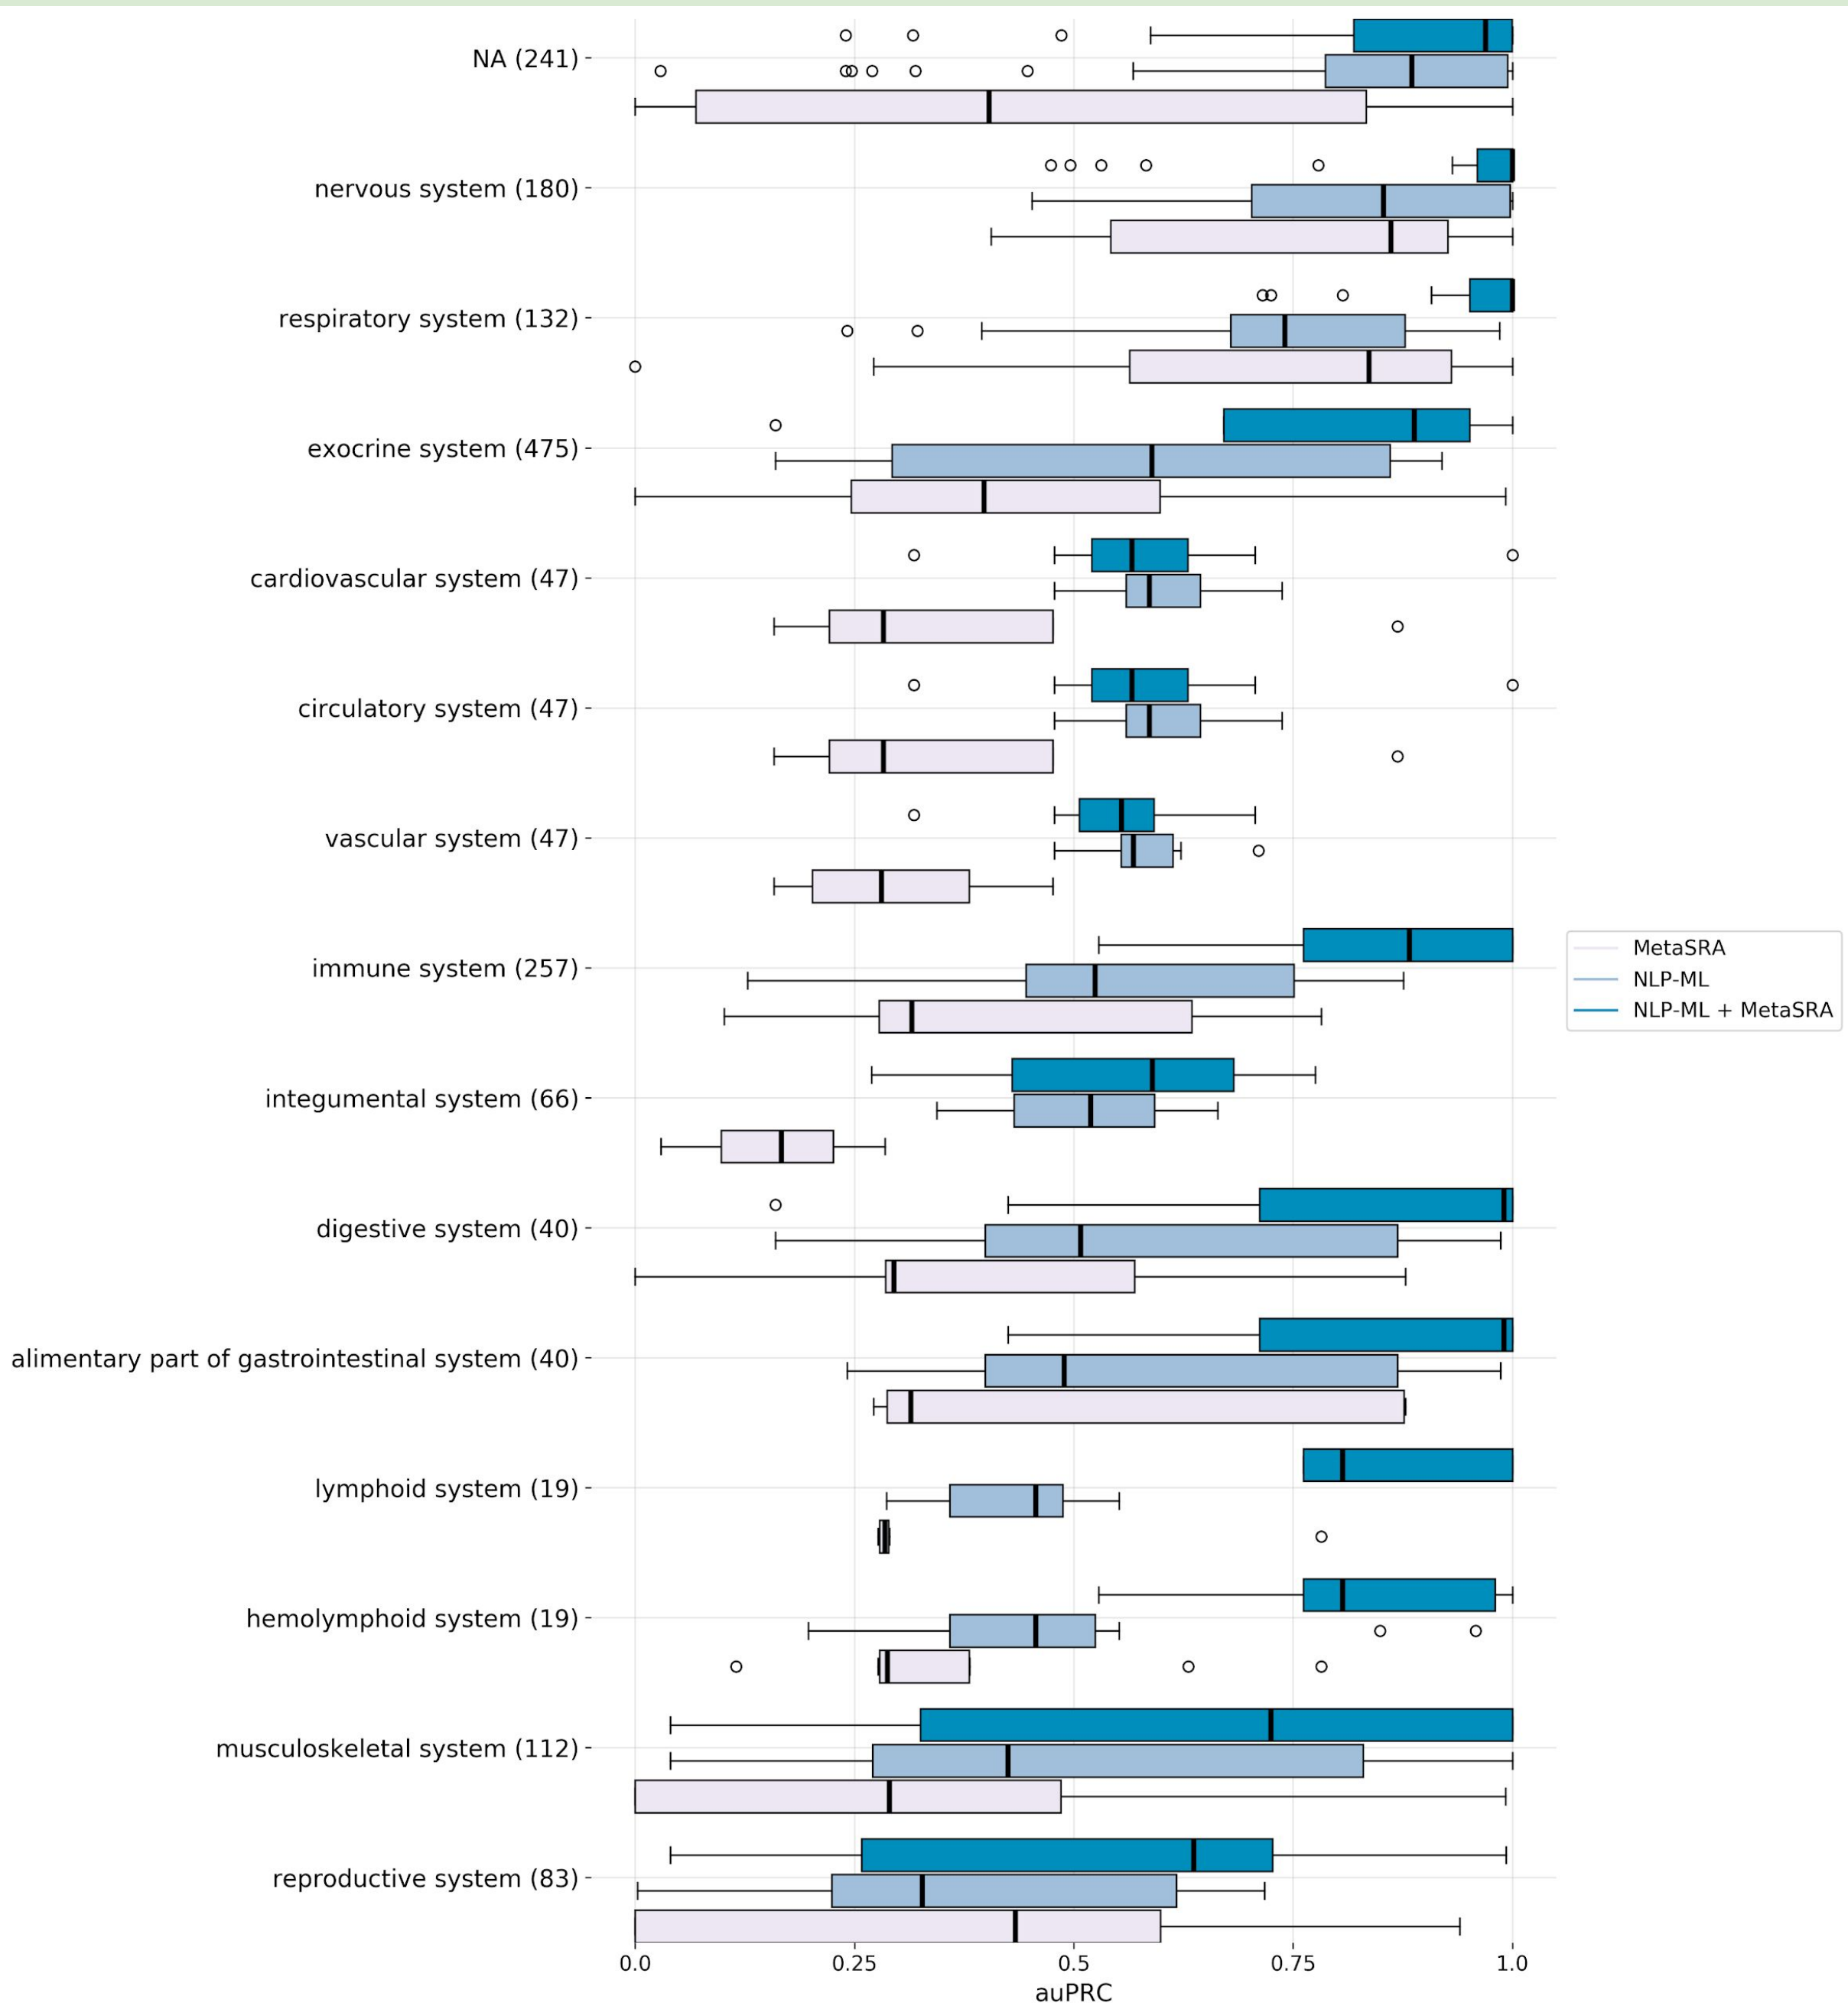 NA (241)
nervous system (180)
respiratory system (132)
exocrine system (475)
cardiovascular system (47)
circulatory system (47)
vascular system (47)
immune system (257)
integumental system (66)
digestive system (40)
alimentary part of gastrointestinal system (40)
lymphoid system (19)
hemolymphoid system (19)
musculoskeletal system (112)
reproductive system (83)
0.0 0.25 0.5 0.75 1.0
auPRC
MetaSRA
NLP-ML
NLP-ML + MetaSRA